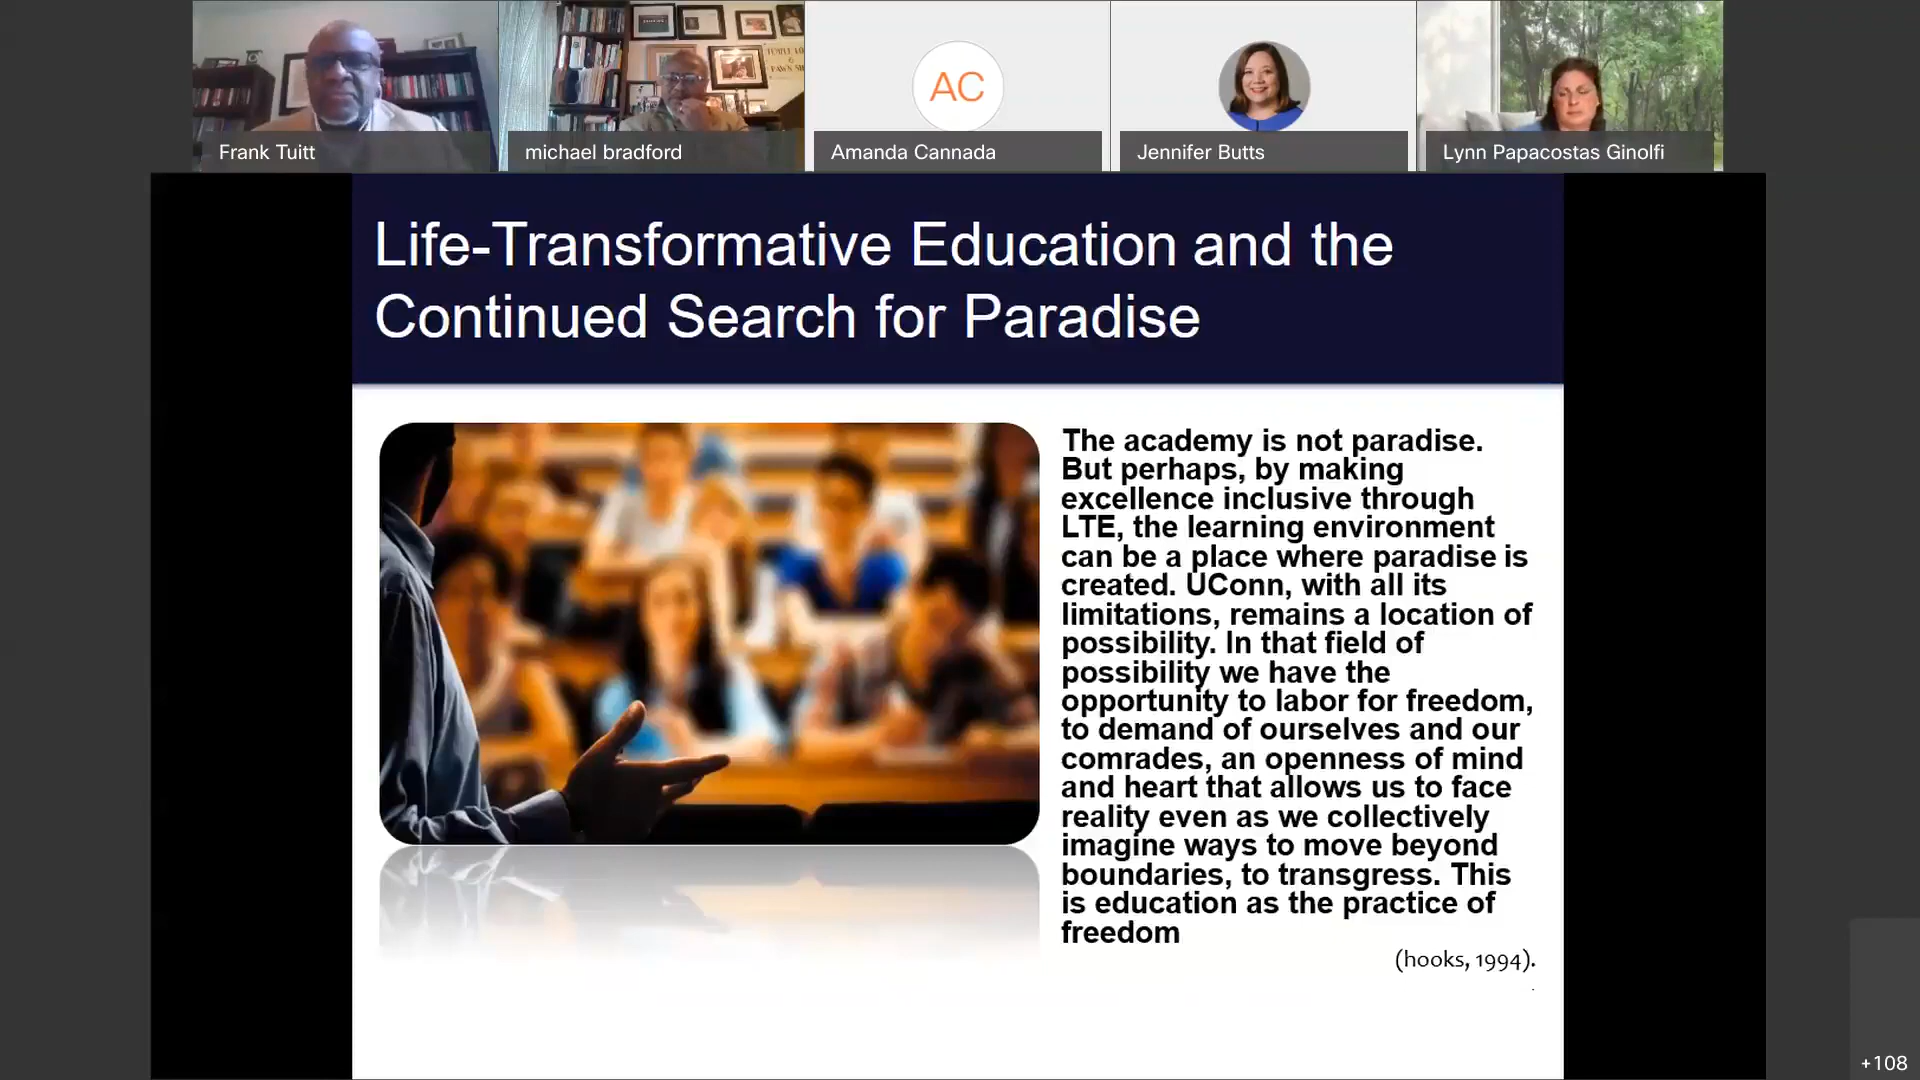 Frank Tuitt
michael bradford
AC
Amanda Cannada
Jennifer Butts
Lynn Papacostas Ginolfi
Life-Transformative Education and the
Continued Search for Paradise
The academy is not paradise.
But perhaps, by making
excellence inclusive through
LTE, the learning environment
can be a place where paradise is
created. UConn, with all its
limitations, remains a location of
possibility. In that field of
possibility we have the
opportunity to labor for freedom,
to demand of ourselves and our
comrades, an openness of mind
and heart that allows us to face
reality even as we collectively
imagine ways to move beyond
boundaries, to transgress. This
is education as the practice of
freedom
(hooks, 1994).
.
+108